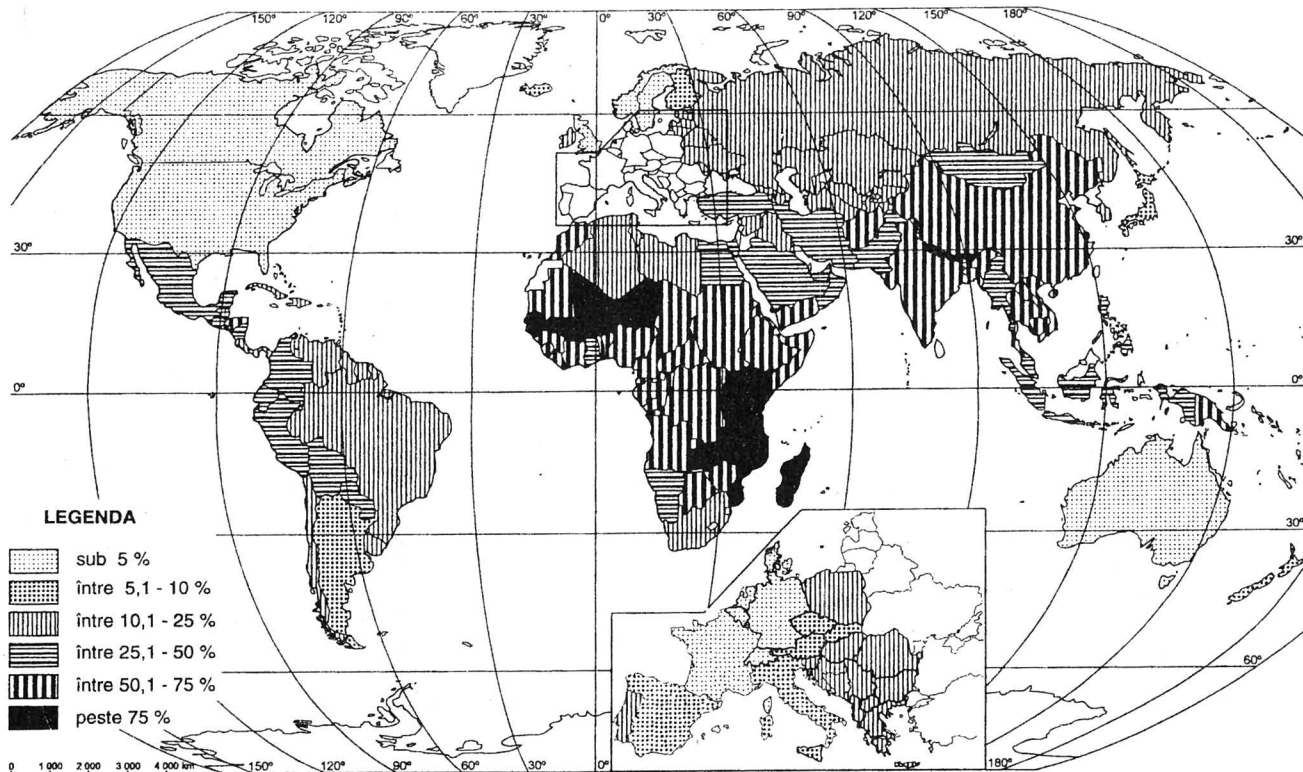 150° 120° 90° 60° 30° 0° 30° 60° 90° 120° 150° 180°
30° 30°
0° 0°
30°
60°
LEGENDA
sub 5 %
între 5,1 - 10 %
între 10,1 - 25 %
între 25,1 - 50 %
între 50,1 - 75 %
peste 75 %
0 1 000 2 000 3 000 4 000 km
150° 120° 90° 60° 30° 0° 180°